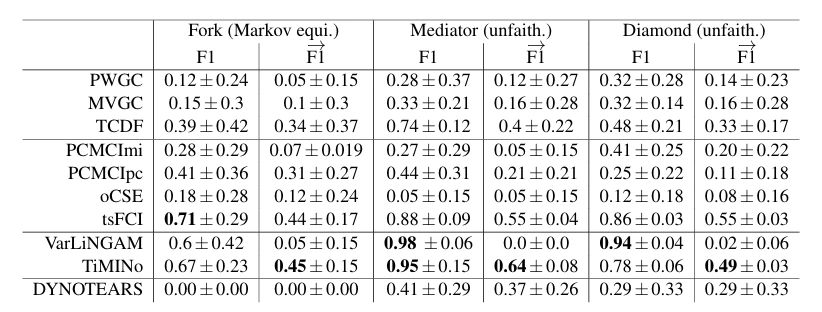 Fork (Markov equi.) Mediator (unfaith.) Diamond (unfaith.)
F1 F1⃗ F1 F1⃗ F1 F1⃗
PWGC 0.12 ± 0.24 0.05 ± 0.15 0.28 ± 0.37 0.12 ± 0.27 0.32 ± 0.28 0.14 ± 0.23
MVGC 0.15 ± 0.3 0.1 ± 0.3 0.33 ± 0.21 0.16 ± 0.28 0.32 ± 0.14 0.16 ± 0.28
TCDF 0.39 ± 0.42 0.34 ± 0.37 0.74 ± 0.12 0.4 ± 0.22 0.48 ± 0.21 0.33 ± 0.17
PCMCImi 0.28 ± 0.29 0.07 ± 0.019 0.27 ± 0.29 0.05 ± 0.15 0.41 ± 0.25 0.20 ± 0.22
PCMCIpc 0.41 ± 0.36 0.31 ± 0.27 0.44 ± 0.31 0.21 ± 0.21 0.25 ± 0.22 0.11 ± 0.18
oCSE 0.18 ± 0.28 0.12 ± 0.24 0.05 ± 0.15 0.05 ± 0.15 0.12 ± 0.18 0.08 ± 0.16
tsFCI 0.71 ± 0.29 0.44 ± 0.17 0.88 ± 0.09 0.55 ± 0.04 0.86 ± 0.03 0.55 ± 0.03
VarLiNGAM 0.6 ± 0.42 0.05 ± 0.15 0.98 ± 0.06 0.0 ± 0.0 0.94 ± 0.04 0.02 ± 0.06
TiMINo 0.67 ± 0.23 0.45 ± 0.15 0.95 ± 0.15 0.64 ± 0.08 0.78 ± 0.06 0.49 ± 0.03
DYNOTEARS 0.00 ± 0.00 0.00 ± 0.00 0.41 ± 0.29 0.37 ± 0.26 0.29 ± 0.33 0.29 ± 0.33